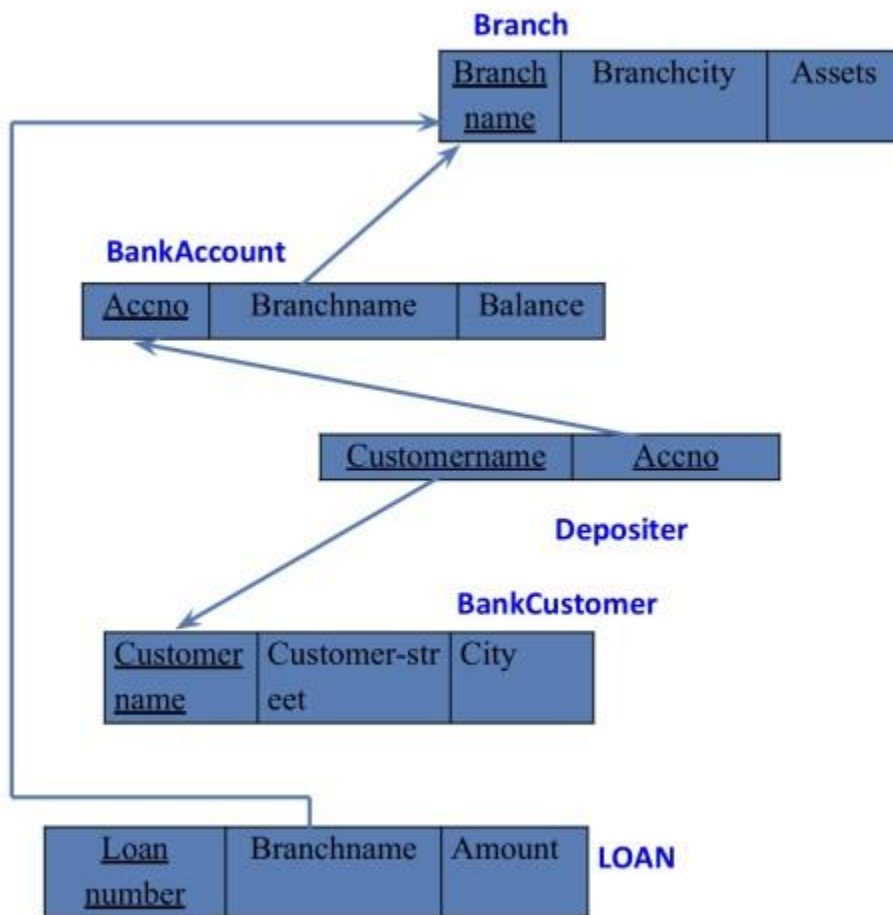 Branch
Branch Branchcity Assets
name
BankAccount
Accno Branchname Balance
Customername Accno
Depositer
BankCustomer
Customer Customer-str City
name eet
Loan Branchname Amount LOAN
number